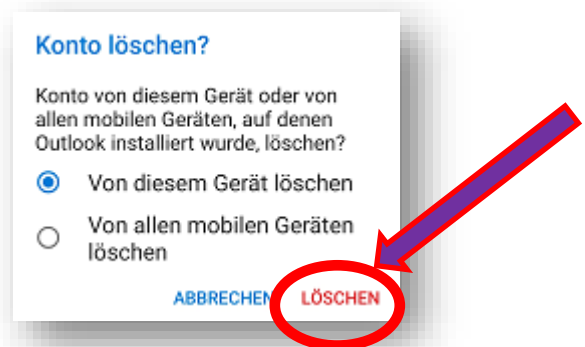 Konto löschen?
Konto von diesem Gerät oder von
allen mobilen Geräten, auf denen
Outlook installiert wurde, löschen?
Von diesem Gerät löschen
Von allen mobilen Geräten
löschen
ABBRECHEN LÖSCHEN